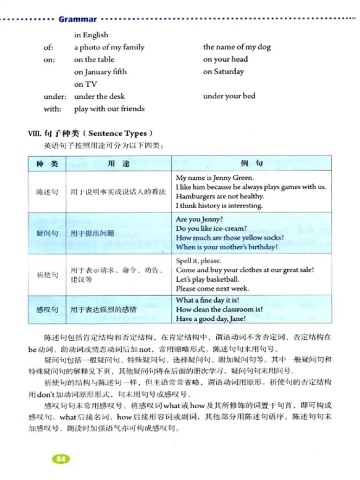 Grammar
in English
of: a photo of my family the name of my dog
on: on the table on your head
on January fifth on Saturday
on TV
under: under the desk under your bed
with: play with our friends
VIII. 句子种类（Sentence Types）
英语句子按照用途可分为以下四类：
种 类 用 途 例 句
陈述句 用于说明事实或说话人的看法
My name is Jenny Green.
I like him because he always plays games with us.
Hamburgers are not healthy.
I think history is interesting.
疑问句 用于提出问题
Are you Jenny?
Do you like ice-cream?
How much are those yellow socks?
When is your mother's birthday?
祈使句 用于表示请求、命令、劝告、建议等
Spell it, please.
Come and buy your clothes at our great sale!
Let's play basketball.
Please come next week.
感叹句 用于表达强烈的感情
What a fine day it is!
How clean the classroom is!
Have a good day, Jane!
陈述句包括肯定结构和否定结构，在肯定结构中，谓语动词不含否定词。否定结构在
be动词、助动词或情态动词后加not，常用缩略形式。陈述句句末用句号。
疑问句包括一般疑问句、特殊疑问句、选择疑问句、附加疑问句等。其中一般疑问句和
特殊疑问句的解释见下页，其他疑问句将在后面的册次学习。疑问句句末用问号。
祈使句的结构与陈述句一样，但主语常常省略，谓语动词用原形。祈使句的否定结构
用don't加动词原形形式，句末用句号或感叹号。
感叹句句末常用感叹号。将感叹词what或how及其所修饰的词置于句首，即可构成
感叹句。what后接名词，how后接形容词或副词，其他部分用陈述句语序。陈述句句末
加感叹号、朗读时加强语气亦可构成感叹句。
84